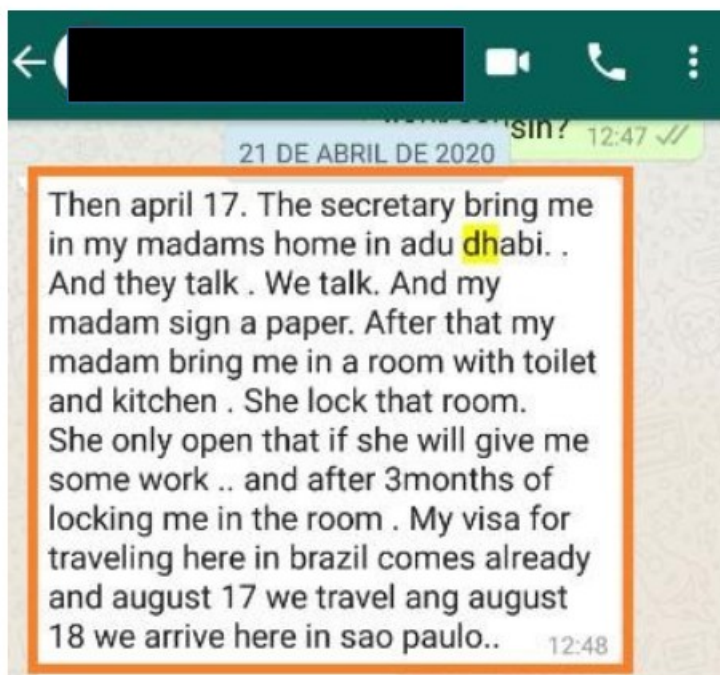 sin? 12:47
21 DE ABRIL DE 2020
Then april 17. The secretary bring me
in my madams home in adu dhabi. .
And they talk . We talk. And my
madam sign a paper. After that my
madam bring me in a room with toilet
and kitchen . She lock that room.
She only open that if she will give me
some work .. and after 3months of
locking me in the room . My visa for
traveling here in brazil comes already
and august 17 we travel ang august
18 we arrive here in sao paulo.. 12:48